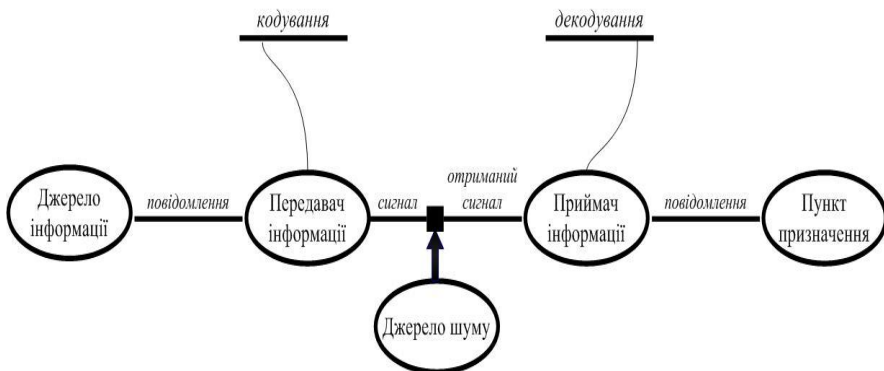 кодування
декодування
Джерело
інформації
повідомлення
Передавач
інформації
сигнал
отриманий
сигнал
Приймач
інформації
повідомлення
Пункт
призначення
Джерело шуму